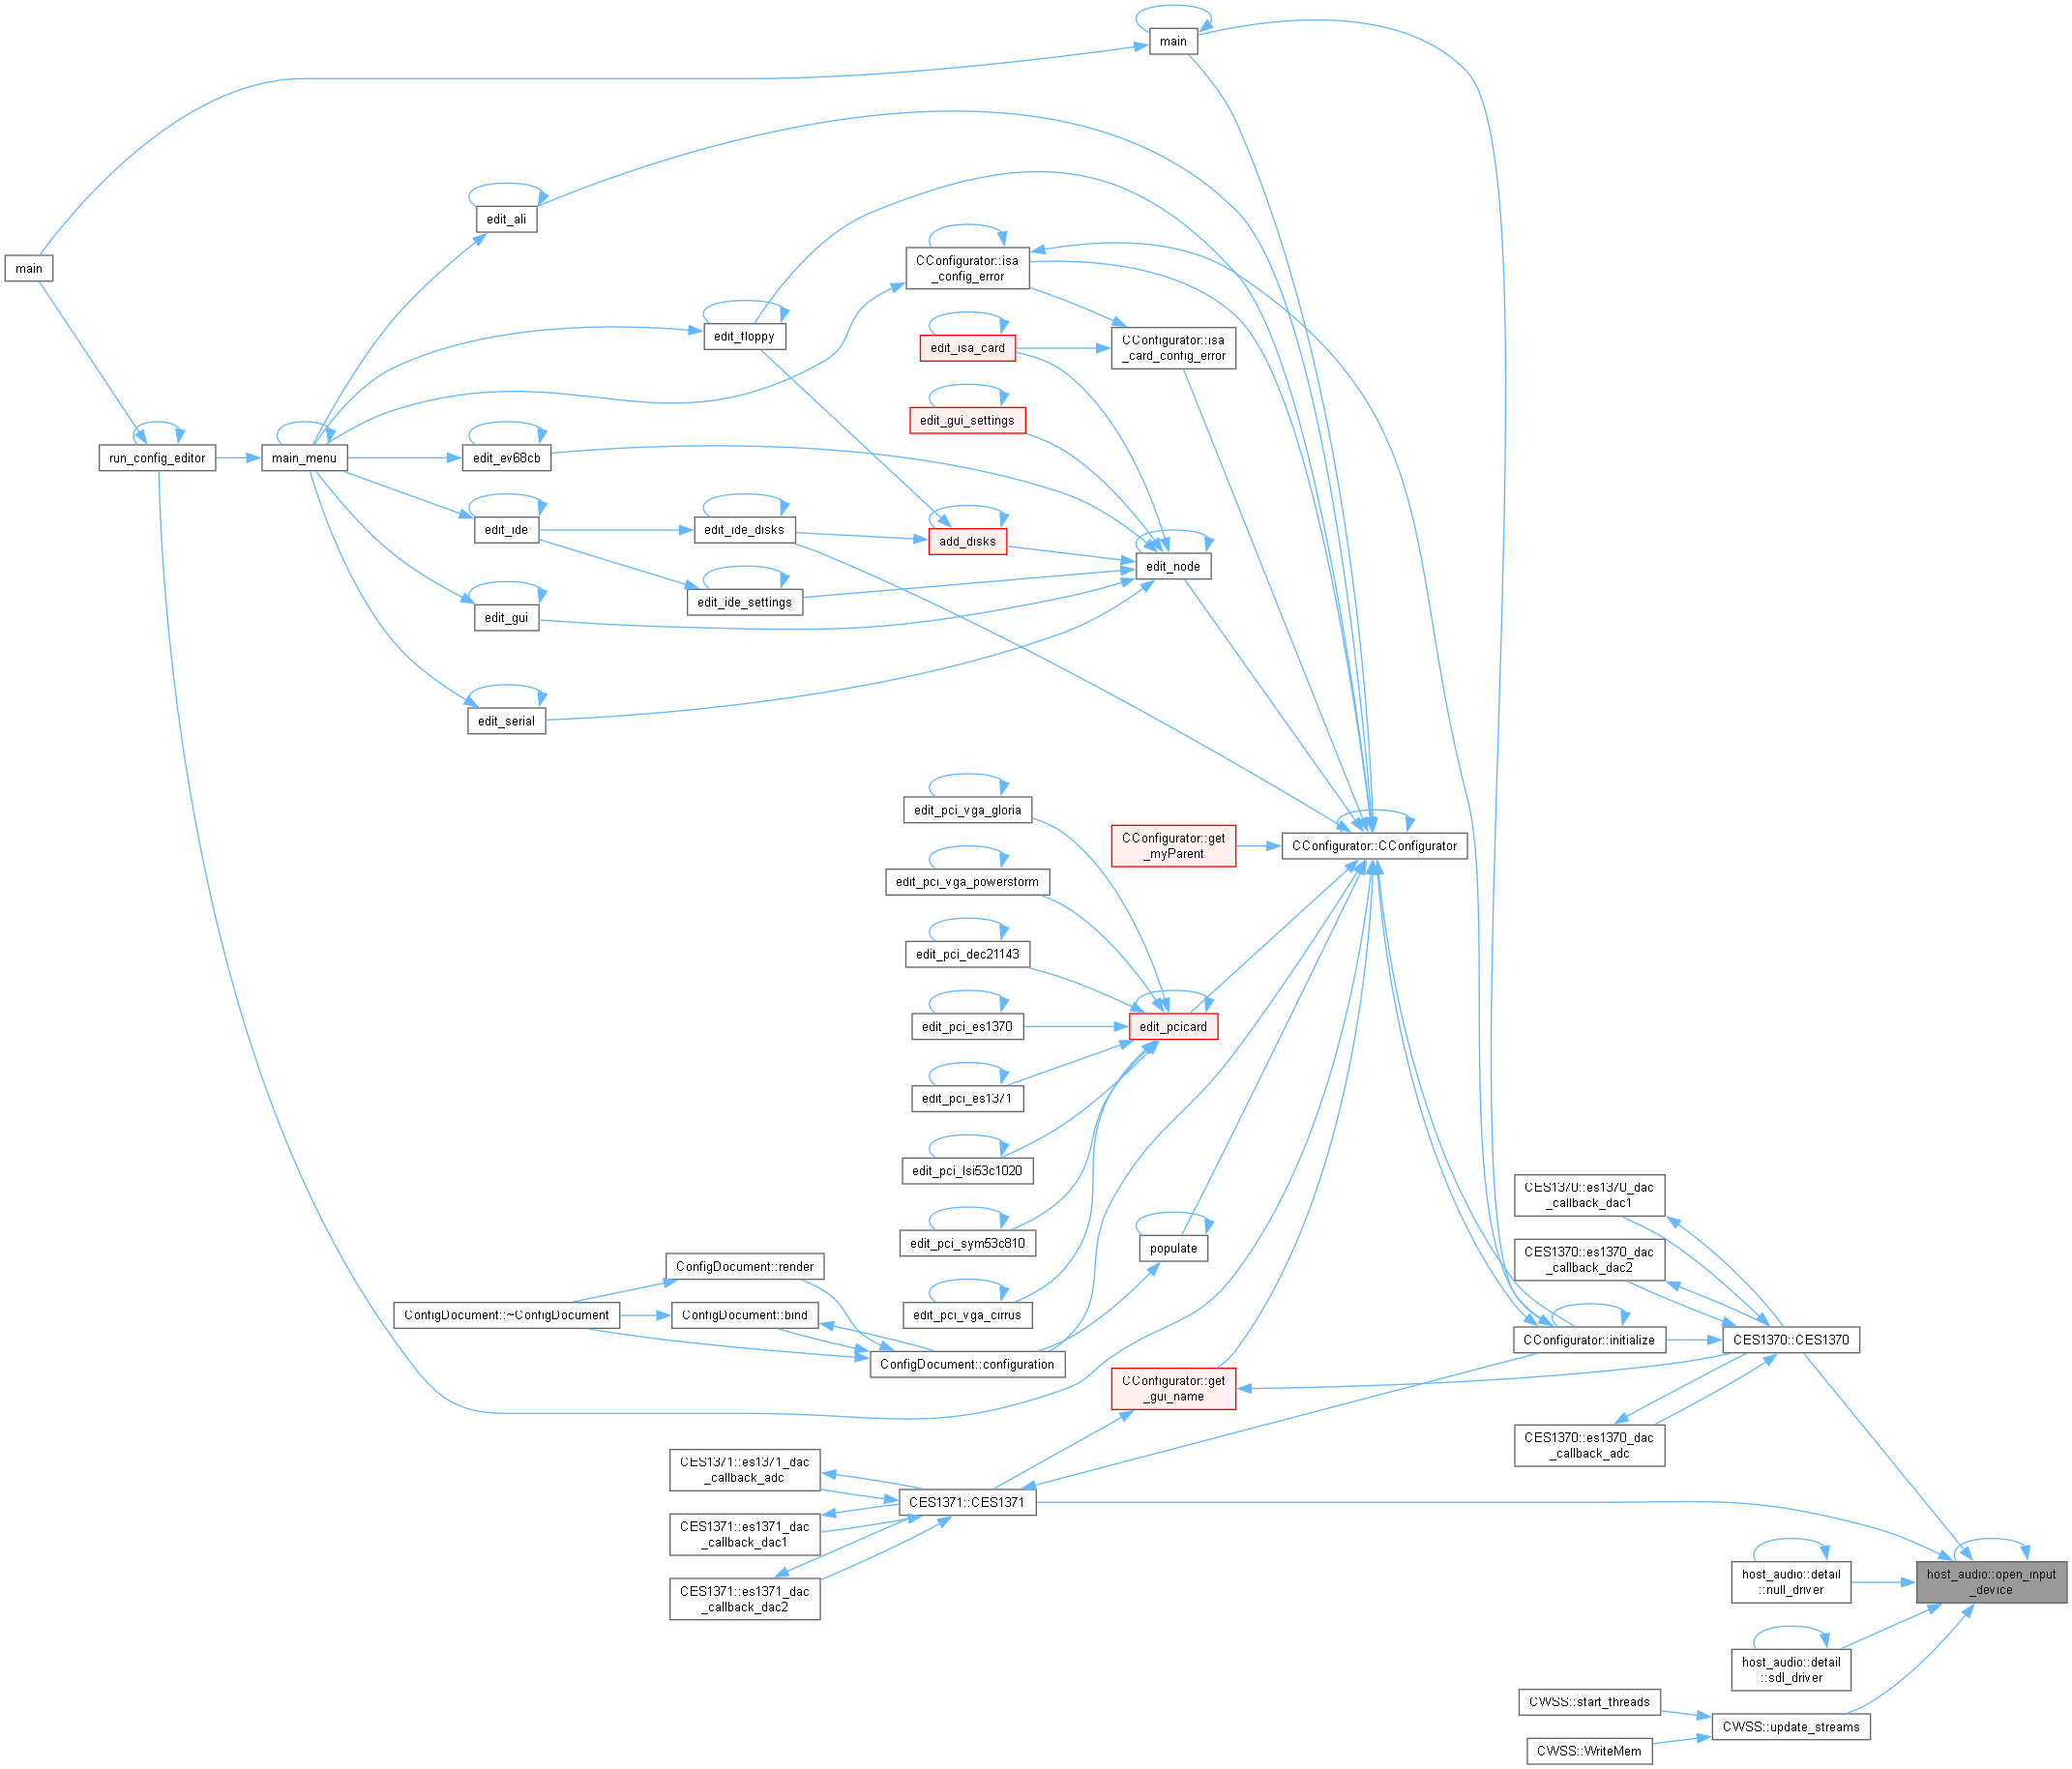 main
edit_ali
main
CConfigurator::isa
_config_error
edit_floppy
edit_isa_card
CConfigurator::isa
_card_config_error
edit_gui_settings
run_config_editor
main_menu
edit_ev68cb
edit_ide
edit_ide_disks
add_disks
edit_node
edit_gui
edit_ide_settings
edit_serial
edit_pci_vga_gloria
CConfigurator::get
_myParent
CConfigurator::CConfigurator
edit_pci_vga_powerstorm
edit_pci_dec21143
edit_pci_es1370
edit_pcicard
edit_pci_es1371
edit_pci_lsi53c1020
CES1370::es1370_dac
_callback_dac1
edit_pci_sym53c810
populate
CES1370::es1370_dac
_callback_dac2
ConfigDocument::render
ConfigDocument::~ConfigDocument
ConfigDocument::bind
edit_pci_vga_cirrus
ConfigDocument::configuration
CConfigurator::initialize
CES1370::CES1370
CConfigurator::get
_gui_name
CES1370::es1370_dac
_callback_adc
CES1371::es1371_dac
_callback_adc
CES1371::CES1371
CES1371::es1371_dac
_callback_dac1
CES1371::es1371_dac
_callback_dac2
host_audio::detail
::null_driver
host_audio::open_input
_device
host_audio::detail
::sdl_driver
CWSS::start_threads
CWSS::update_streams
CWSS::WriteMem